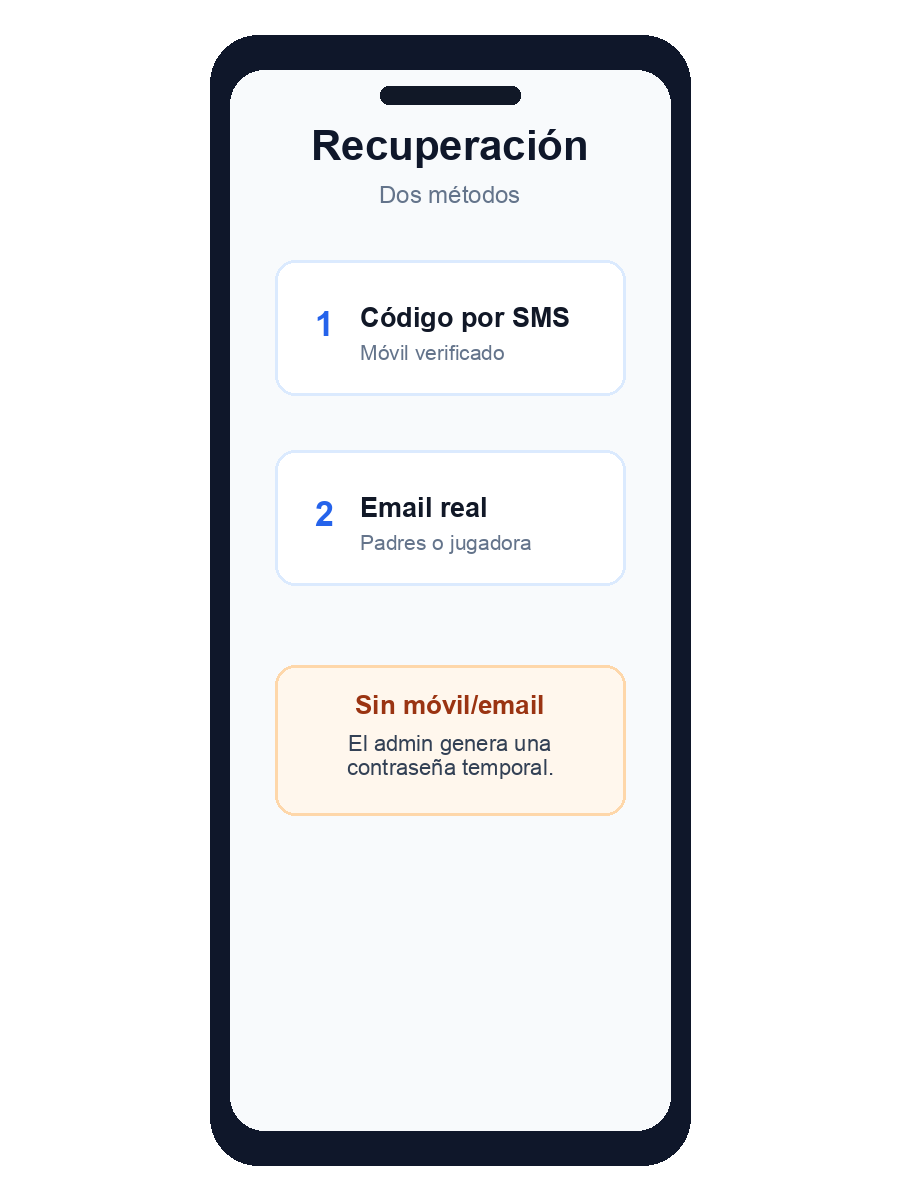 Recuperación
Dos métodos
1
Código por SMS
Móvil verificado
2
Email real
Padres o jugadora
Sin móvil/email
El admin genera una
contraseña temporal.